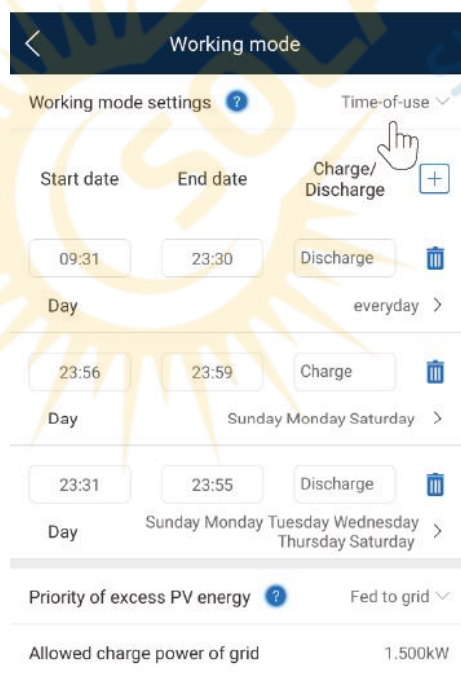 Working mode
Working mode settings ? Time-of-use
Start date End date Charge/
Discharge
09:31 23:30 Discharge
Day everyday
23:56 23:59 Charge
Day Sunday Monday Saturday
23:31 23:55 Discharge
Day Sunday Monday Tuesday Wednesday
Thursday Saturday
Priority of excess PV energy ? Fed to grid
Allowed charge power of grid 1.500kW